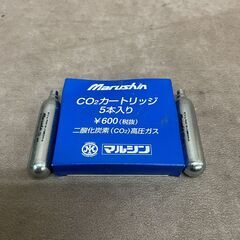 Marushin
CO₂カートリッジ
5本入り
¥600(税抜)
二酸化炭素(CO₂)高圧ガス
マルシン